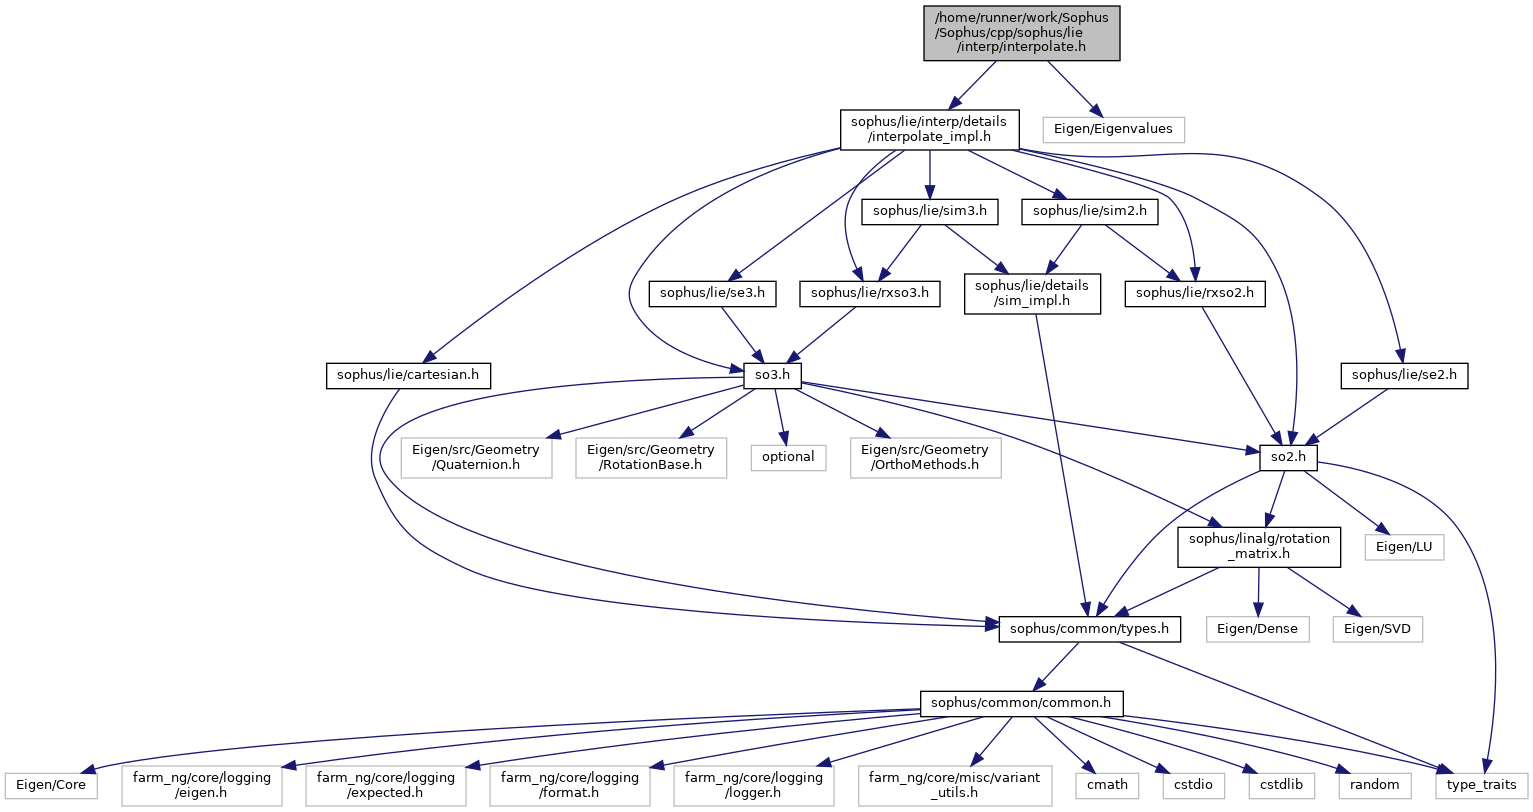 /home/runner/work/Sophus
/Sophus/cpp/sophus/lie
/interp/interpolate.h
sophus/lie/interp/details
/interpolate_impl.h
Eigen/Eigenvalues
sophus/lie/sim3.h
sophus/lie/sim2.h
sophus/lie/se3.h
sophus/lie/rxso3.h
sophus/lie/details
/sim_impl.h
sophus/lie/rxso2.h
sophus/lie/cartesian.h
so3.h
sophus/lie/se2.h
Eigen/src/Geometry
/Quaternion.h
Eigen/src/Geometry
/RotationBase.h
optional
Eigen/src/Geometry
/OrthoMethods.h
so2.h
sophus/linalg/rotation
_matrix.h
Eigen/LU
sophus/common/types.h
Eigen/Dense
Eigen/SVD
sophus/common/common.h
Eigen/Core
farm_ng/core/logging
/eigen.h
farm_ng/core/logging
/expected.h
farm_ng/core/logging
/format.h
farm_ng/core/logging
/logger.h
farm_ng/core/misc/variant
_utils.h
cmath
cstdio
cstdlib
random
type_traits